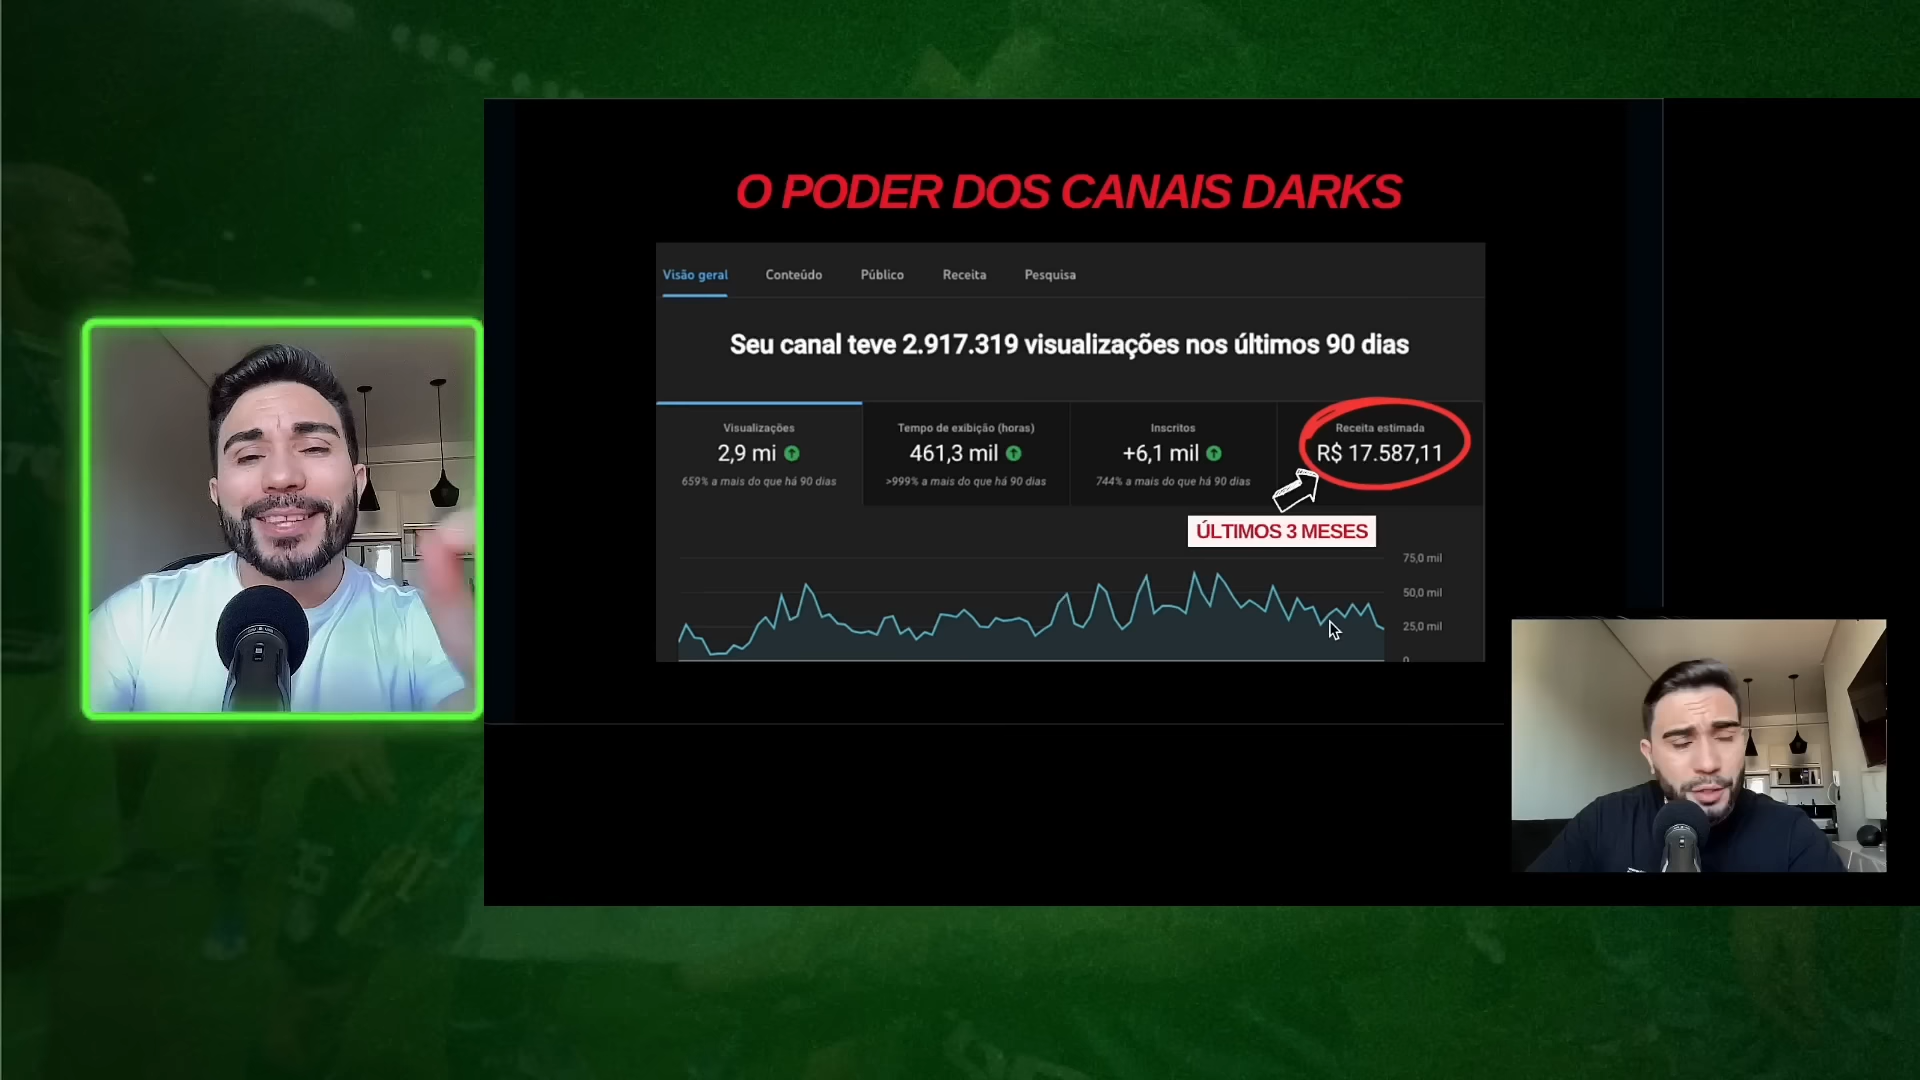 O PODER DOS CANAIS DARKS
Visão geral Conteúdo Público Receita Pesquisa
Seu canal teve 2.917.319 visualizações nos últimos 90 dias
Visualizações
2,9 mi
659% a mais do que há 90 dias
Tempo de exibição (horas)
461,3 mil
>999% a mais do que há 90 dias
Inscritos
+6,1 mil
744% a mais do que há 90 dias
Receita estimada
R$ 17.587,11
ÚLTIMOS 3 MESES
75,0 mil
50,0 mil
25,0 mil
0